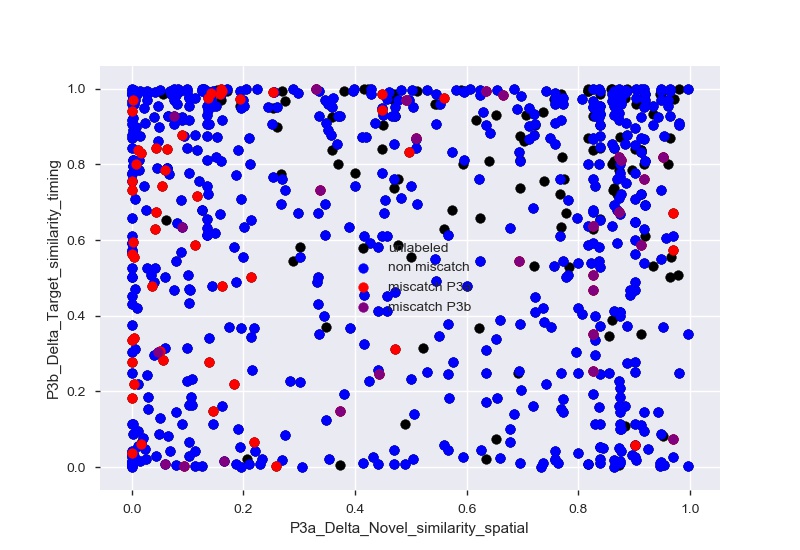 1.0
0.8
0.6
0.4
0.2
0.0
P3b_Delta_Target_similarity_timing
unlabeled
non miscatch
miscatch P3a
miscatch P3b
0.0 0.2 0.4 0.6 0.8 1.0
P3a_Delta_Novel_similarity_spatial